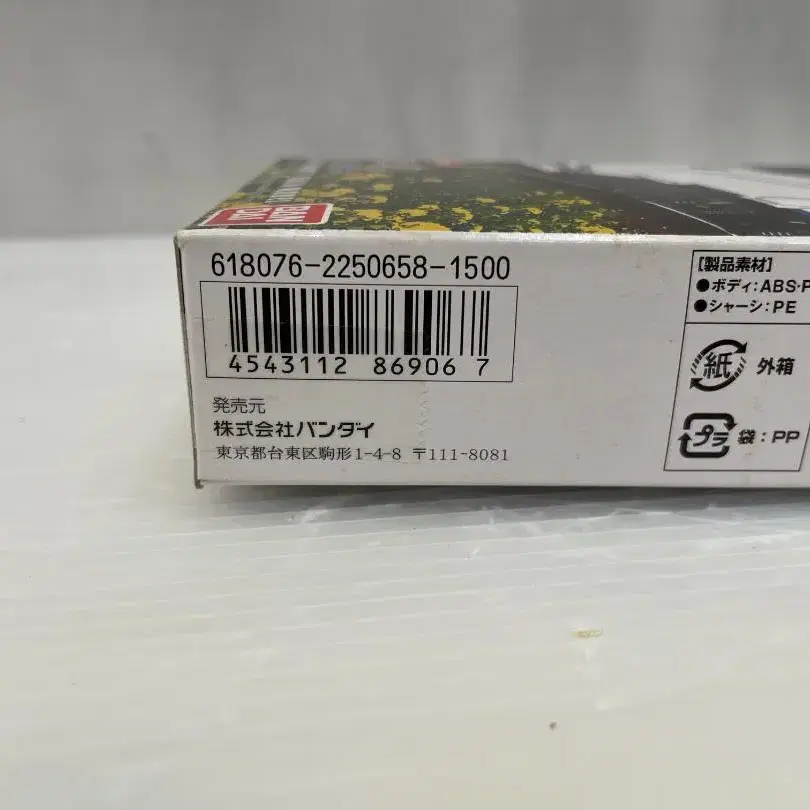 BAN
DAI
618076-2250658-1500
4543112 86906 7
発売元
株式会社バンダイ
東京都台東区駒形1-4-8 〒111-8081
[製品素材]
●ボディ:ABS・P
●シャーシ:PE
紙 外箱
プラ 袋:PP